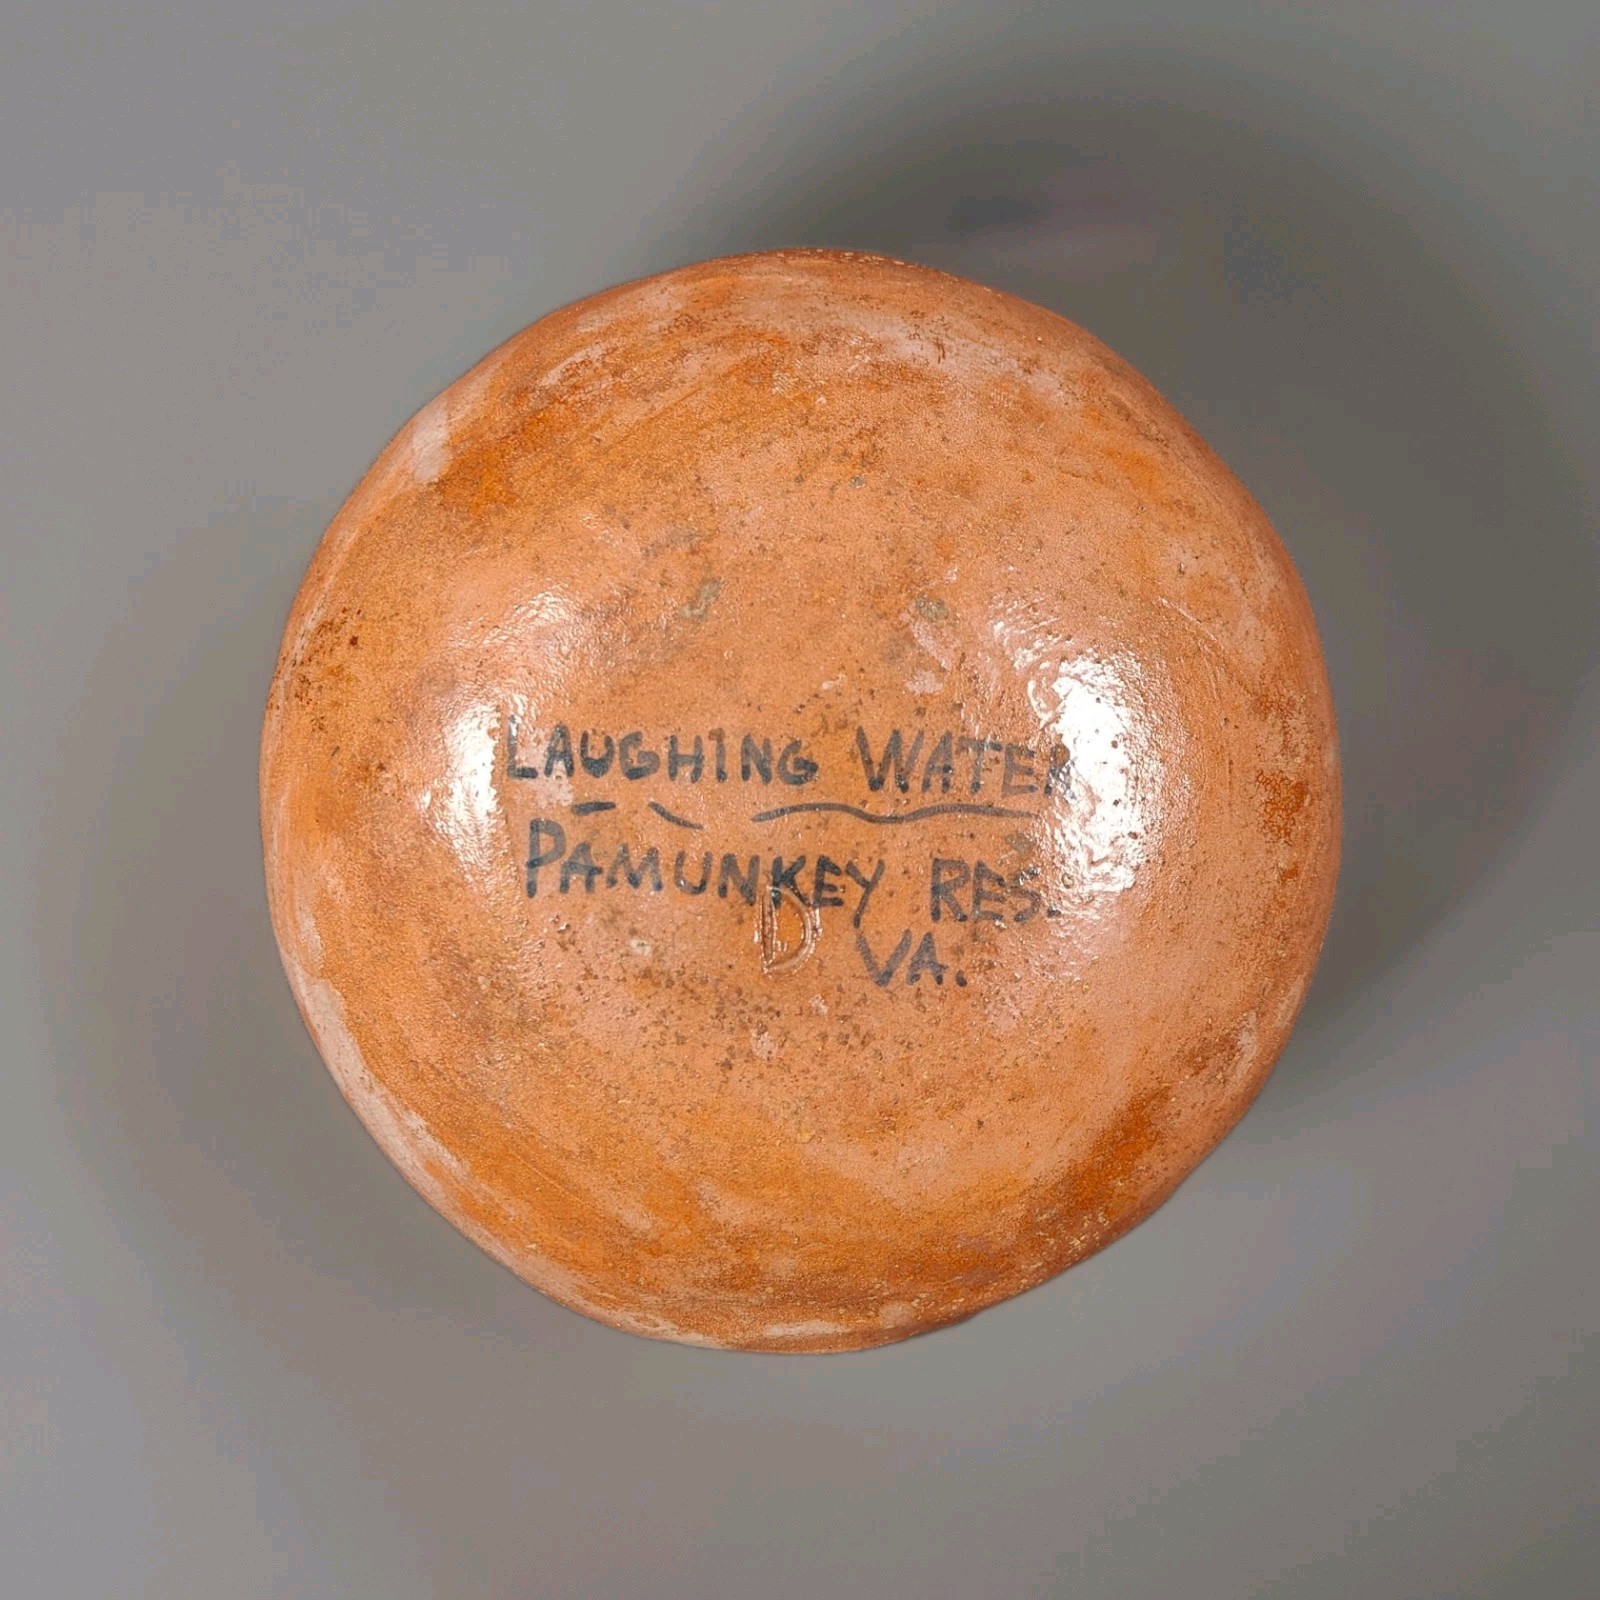 LAUGHING WATER
PAMUNKEY RES.
D
VA.